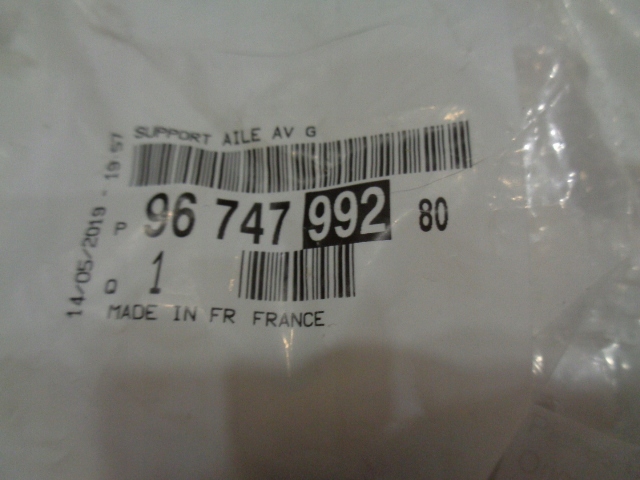 SUPPORT AILE AV G
P 96 747 992 80
Q 1
MADE IN FR FRANCE
14/05/2019 - 19:57